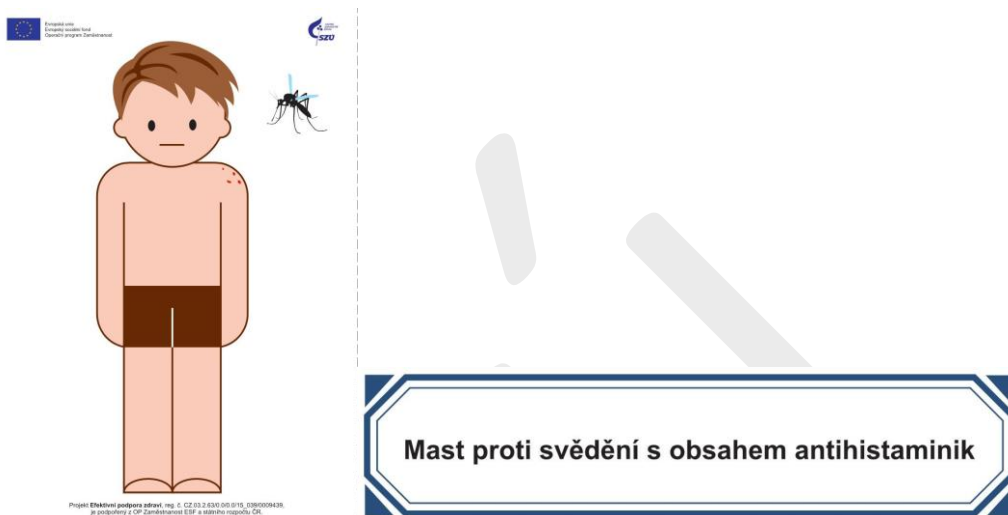 Evropská unie
Evropský sociální fond
Operační program Zaměstnanost
SZÚ
Mast proti svědění s obsahem antihistaminik
Projekt Efektivní podpora zdraví, reg. č. CZ.03.2.63/0.0/0.0/15_039/0009439,
je podpořený z OP Zaměstnanost ESF a státního rozpočtu ČR.